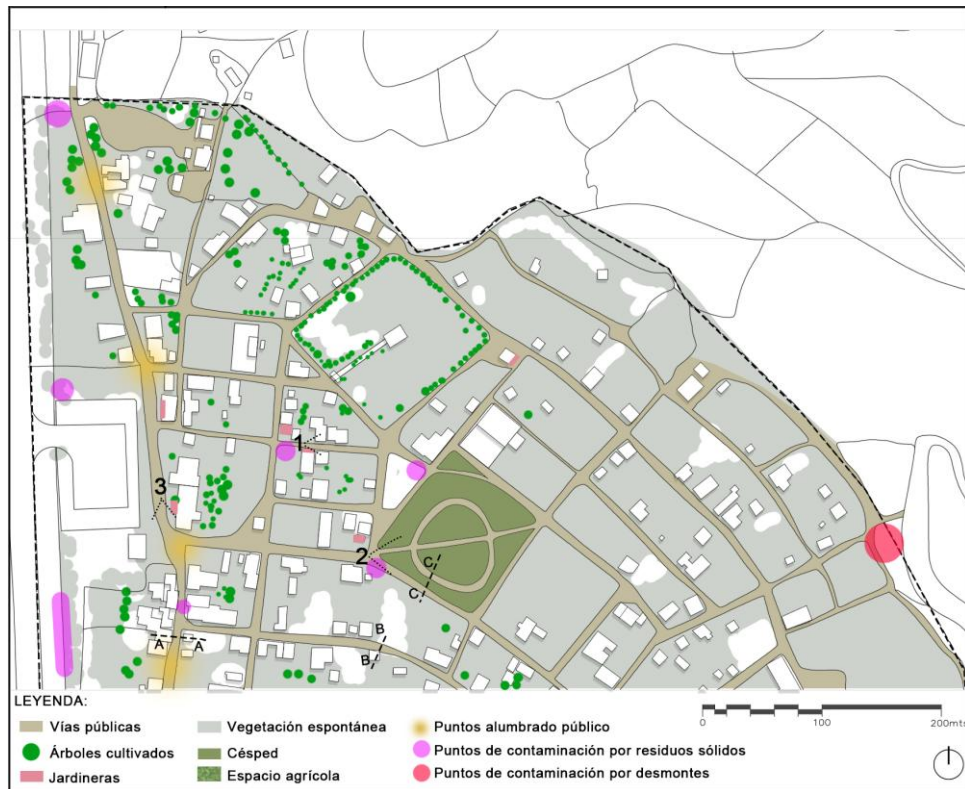 1
3
2
C
C
B
B
A
A
LEYENDA:
Vías públicas
Árboles cultivados
Jardineras
Vegetación espontánea
Césped
Espacio agrícola
Puntos alumbrado público
Puntos de contaminación por residuos sólidos
Puntos de contaminación por desmontes
0 100 200mts